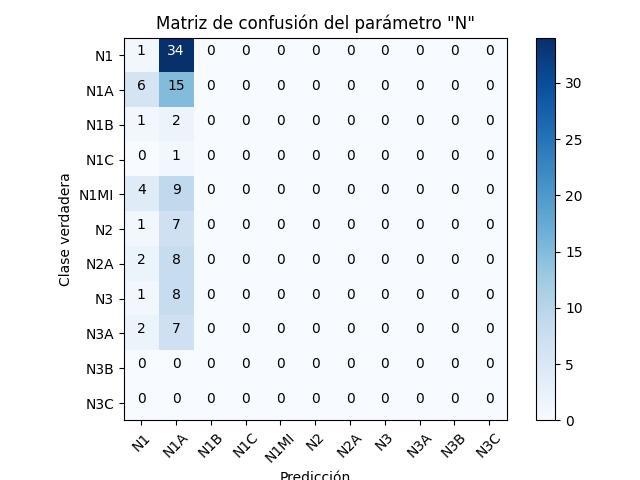 Matriz de confusión del parámetro "N"
N1 1 34 0 0 0 0 0 0 0 0 0
N1A 6 15 0 0 0 0 0 0 0 0 0
N1B 1 2 0 0 0 0 0 0 0 0 0
N1C 0 1 0 0 0 0 0 0 0 0 0
N1MI 4 9 0 0 0 0 0 0 0 0 0
N2 1 7 0 0 0 0 0 0 0 0 0
N2A 2 8 0 0 0 0 0 0 0 0 0
N3 1 8 0 0 0 0 0 0 0 0 0
N3A 2 7 0 0 0 0 0 0 0 0 0
N3B 0 0 0 0 0 0 0 0 0 0 0
N3C 0 0 0 0 0 0 0 0 0 0 0
Clase verdadera
N1 N1A N1B N1C N1MI N2 N2A N3 N3A N3B N3C
Predicción
30
25
20
15
10
5
0